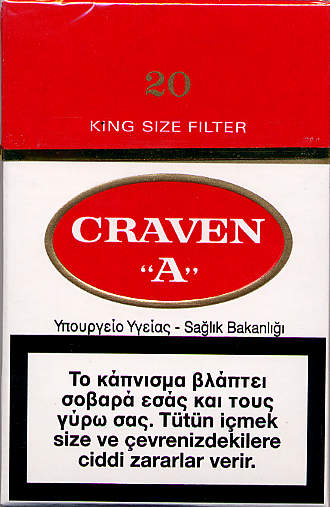 20
KiNG SIZE FILTER
CRAVEN
“A”
Υπουργείο Υγείας - Sağlık Bakanlığı
Το κάπνισμα βλάπτει
σοβαρά εσάς και τους
γύρω σας. Tütün içmek
size ve çevrenizdekilere
ciddi zararlar verir.